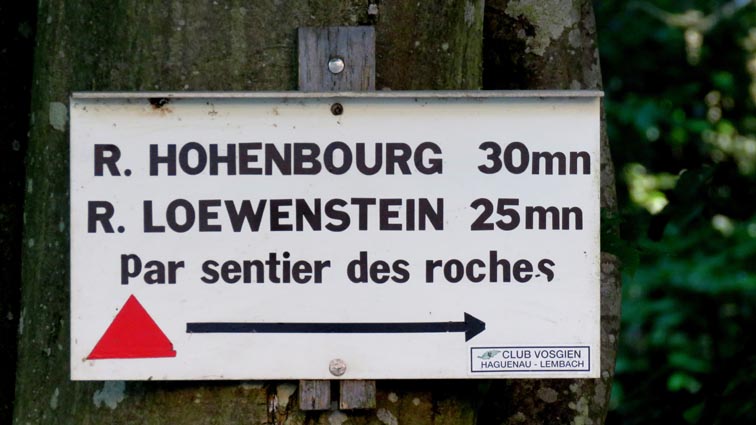 R. HOHENBOURG 30mn
R. LOEWENSTEIN 25mn
par sentier des roches
CLUB VOSGIEN
HAGUENAU - LEMBACH